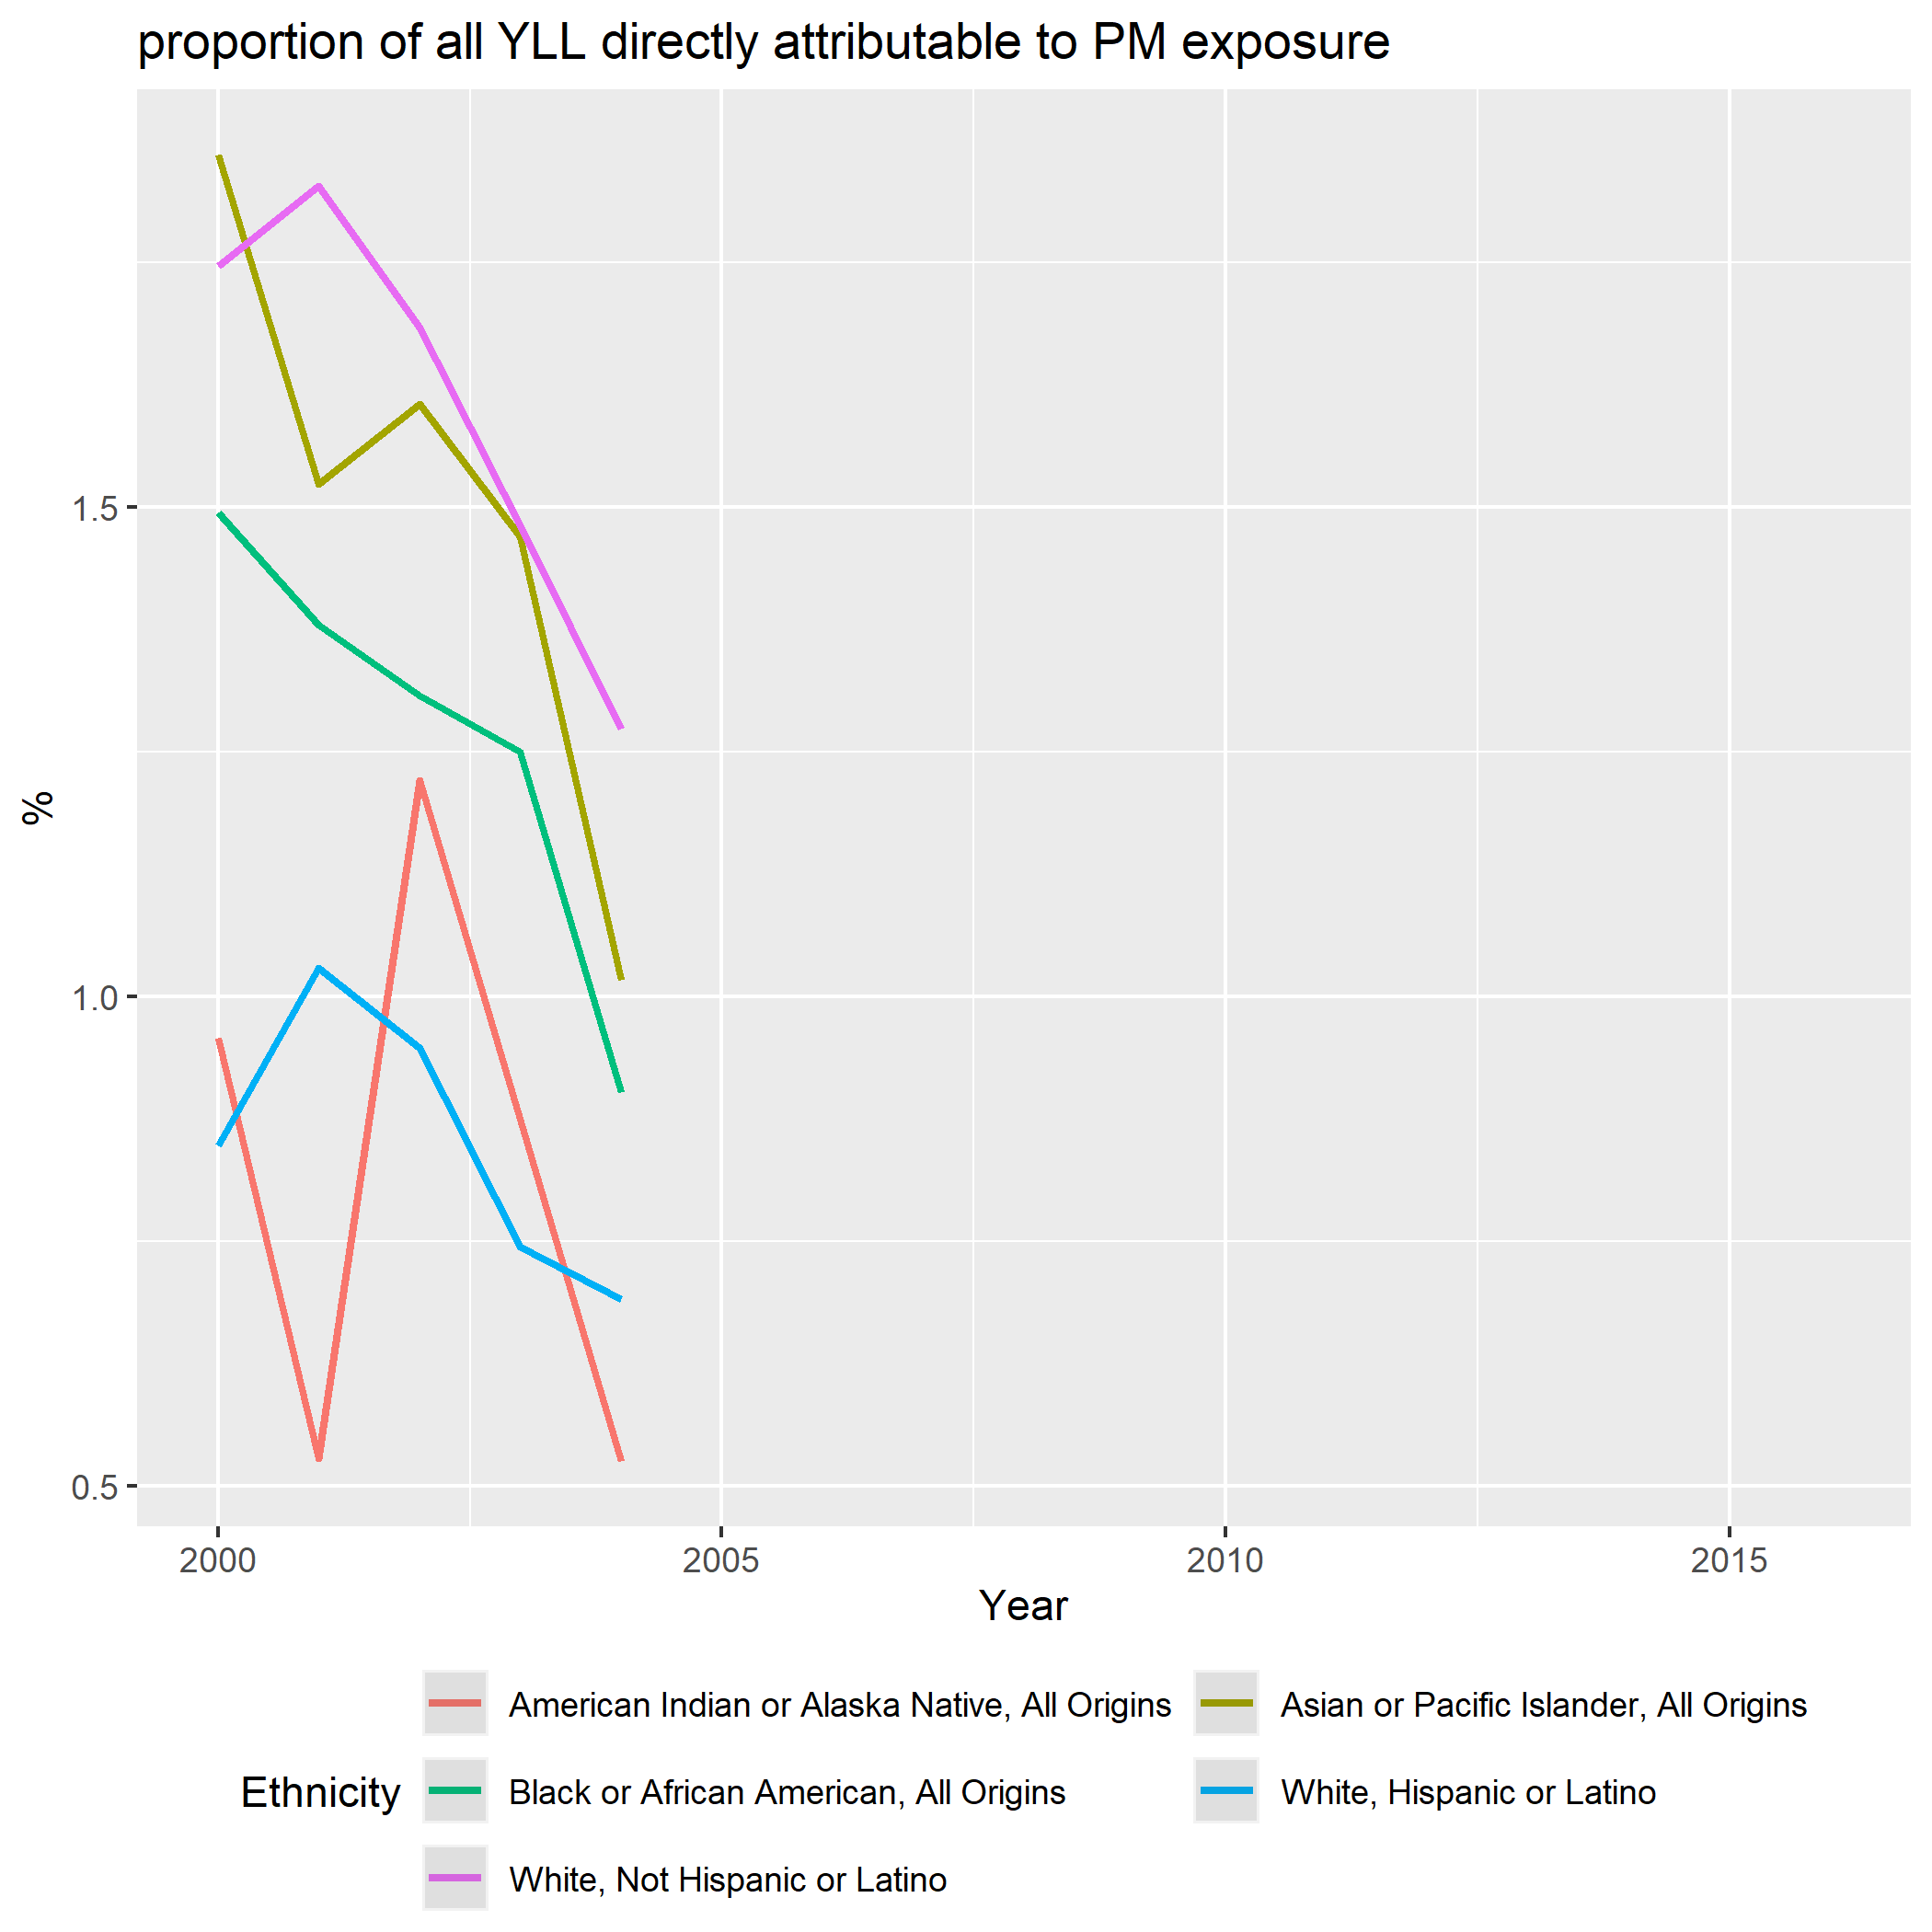 proportion of all YLL directly attributable to PM exposure
%
1.5
1.0
0.5
2000 2005 2010 2015
Year
Ethnicity
American Indian or Alaska Native, All Origins
Asian or Pacific Islander, All Origins
Black or African American, All Origins
White, Hispanic or Latino
White, Not Hispanic or Latino